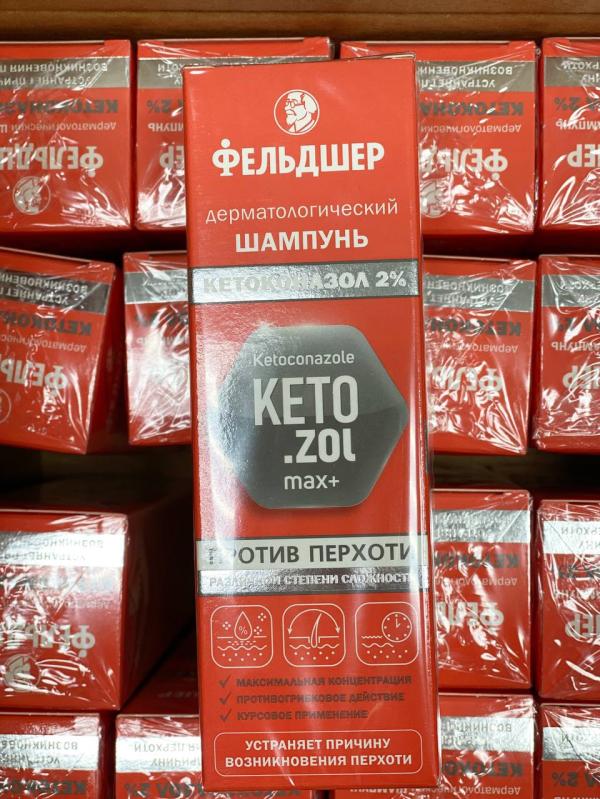 ФЕЛЬДШЕР
дерматологический
ШАМПУНЬ
КЕТОКОНАЗОЛ 2%
Ketoconazole
KETO
.zol
max+
ПРОТИВ ПЕРХОТИ
РАЗЛИЧНОЙ СТЕПЕНИ СЛОЖНОСТИ
%
МАКСИМАЛЬНАЯ КОНЦЕНТРАЦИЯ
ПРОТИВОГРИБКОВОЕ ДЕЙСТВИЕ
КУРСОВОЕ ПРИМЕНЕНИЕ
УСТРАНЯЕТ ПРИЧИНУ
ВОЗНИКНОВЕНИЯ ПЕРХОТИ